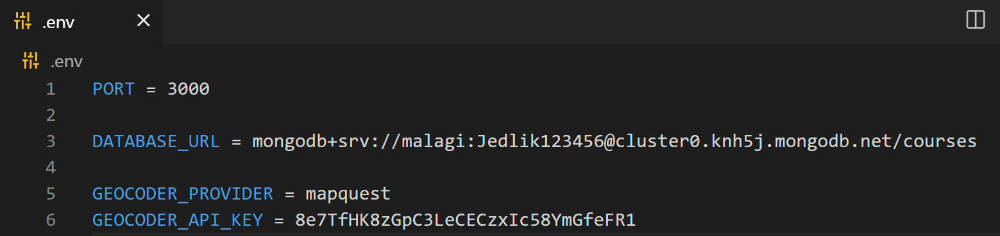 .env
.env
1 PORT = 3000
2
3 DATABASE_URL = mongodb+srv://malagi:Jedlik123456@cluster0.knh5j.mongodb.net/courses
4
5 GEOCODER_PROVIDER = mapquest
6 GEOCODER_API_KEY = 8e7TfHK8zGpC3LeCECzxIc58YmGfeFR1